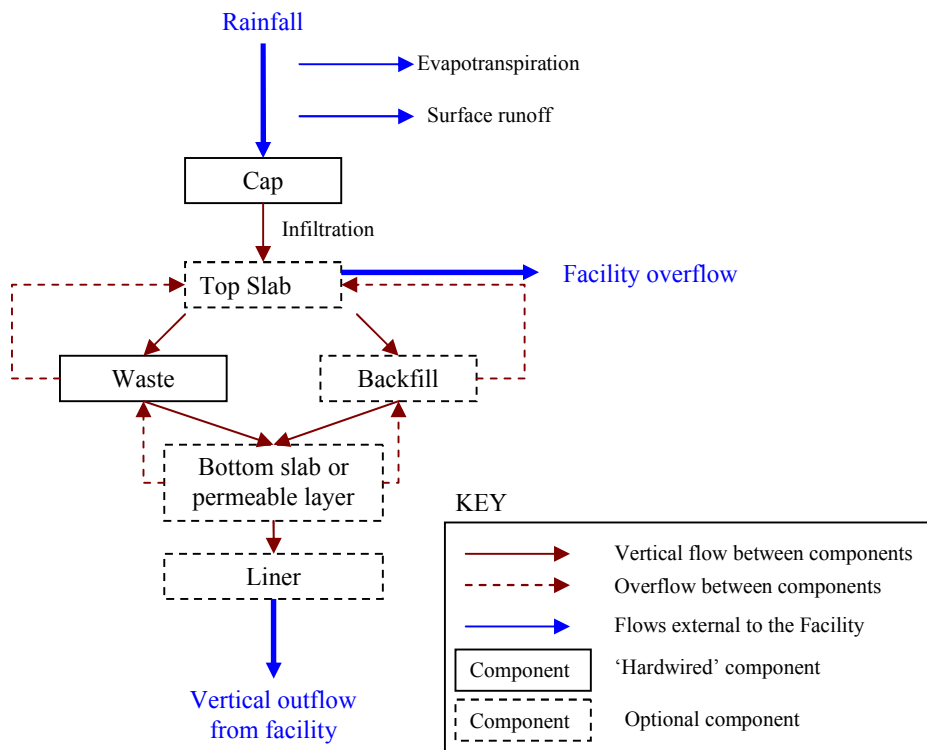 Rainfall
Evapotranspiration
Surface runoff
Cap
Infiltration
Top Slab
Facility overflow
Waste
Backfill
Bottom slab or
permeable layer
Liner
Vertical outflow
from facility
KEY
Vertical flow between components
Overflow between components
Flows external to the Facility
Component
‘Hardwired’ component
Component
Optional component